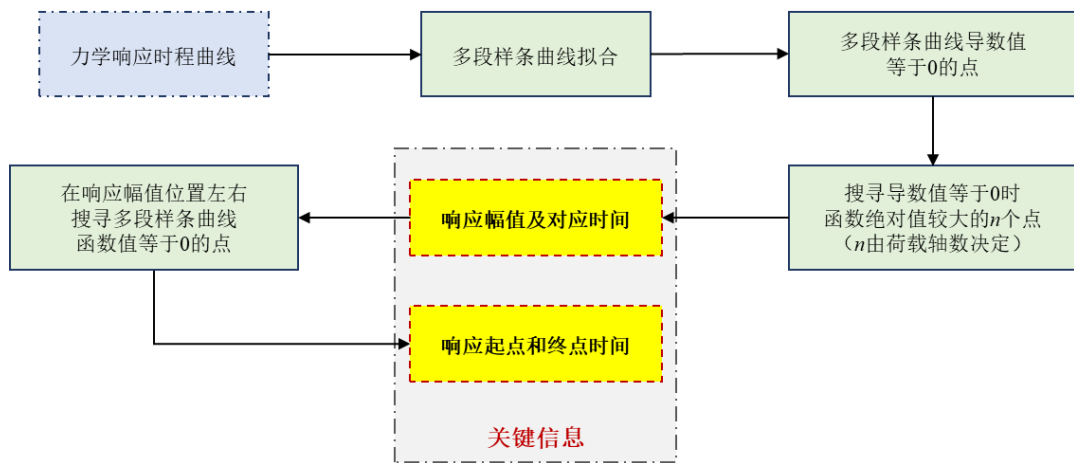 力学响应时程曲线
多段样条曲线拟合
多段样条曲线导数值
等于0的点
搜寻导数值等于0时
函数绝对值较大的n个点
（n由荷载轴数决定）
响应幅值及对应时间
在响应幅值位置左右
搜寻多段样条曲线
函数值等于0的点
响应起点和终点时间
关键信息